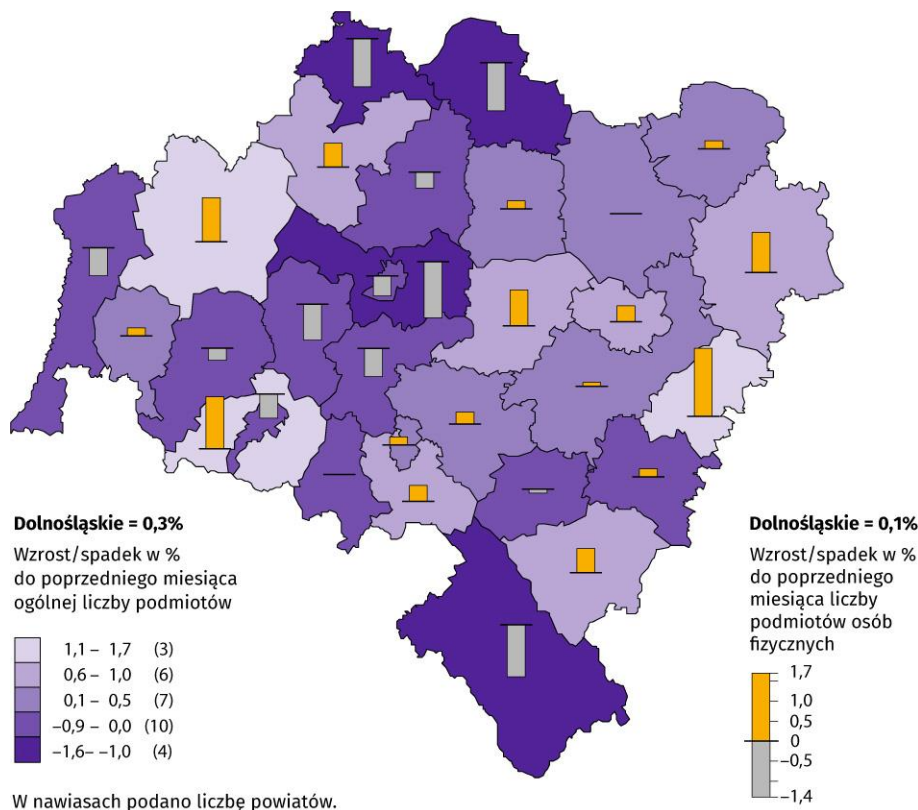 Dolnośląskie = 0,3%
Wzrost/spadek w %
do poprzedniego miesiąca
ogólnej liczby podmiotów
1,1 – 1,7 (3)
0,6 – 1,0 (6)
0,1 – 0,5 (7)
–0,9 – 0,0 (10)
–1,6– –1,0 (4)
W nawiasach podano liczbę powiatów.
Dolnośląskie = 0,1%
Wzrost/spadek w %
do poprzedniego
miesiąca liczby
podmiotów osób
fizycznych
1,7
1,0
0,5
0
–0,5
–1,4